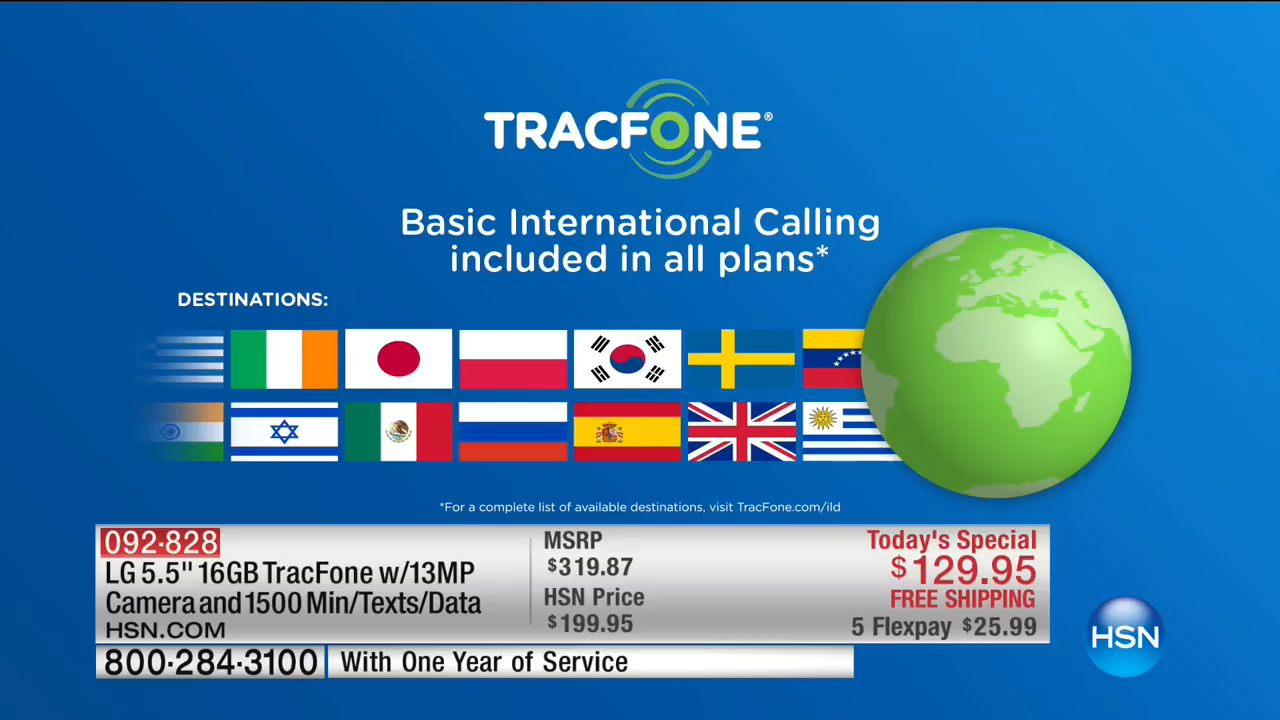 TRACFONE®
Basic International Calling
included in all plans*
DESTINATIONS:
*For a complete list of available destinations, visit TracFone.com/ild
092·828
LG 5.5" 16GB TracFone w/13MP
Camera and 1500 Min/Texts/Data
HSN.COM
MSRP
$319.87
HSN Price
$199.95
Today's Special
$129.95
FREE SHIPPING
5 Flexpay $25.99
HSN
800·284·3100
With One Year of Service